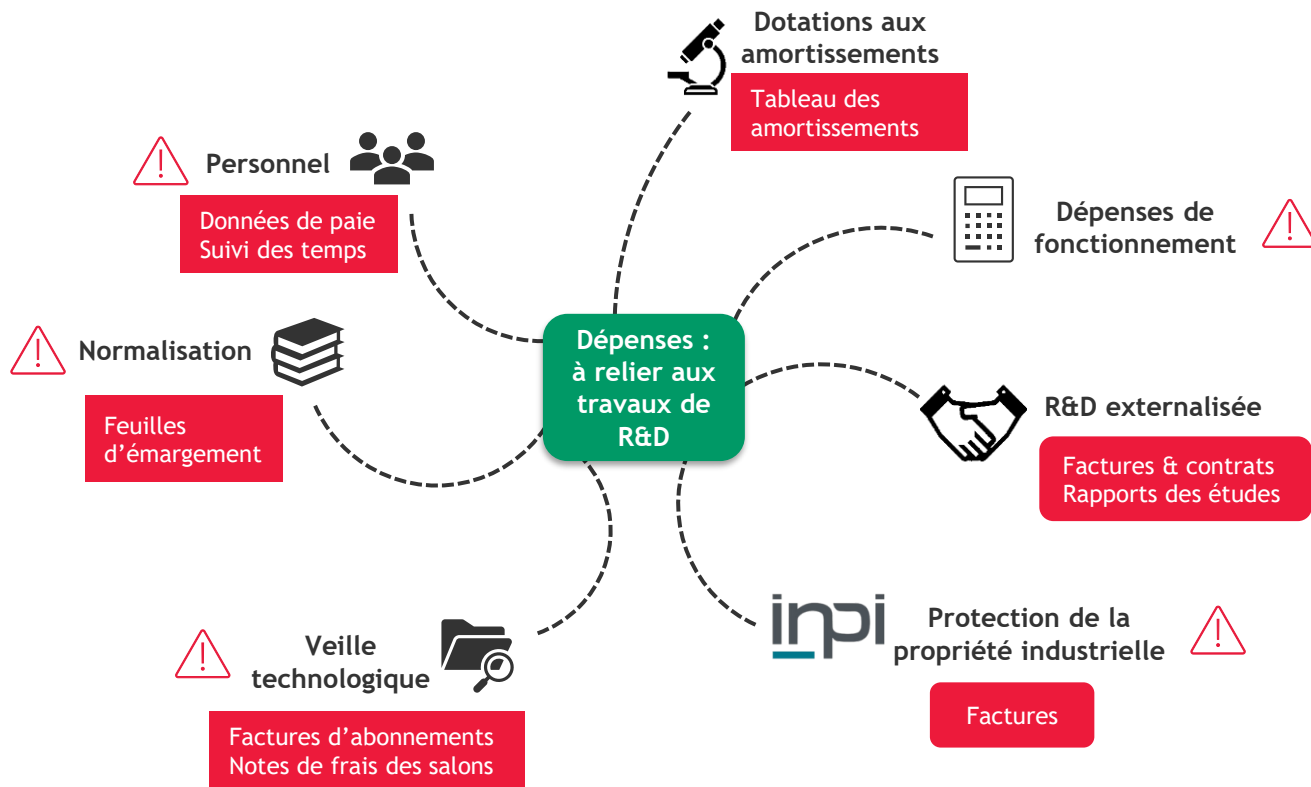 Dotations aux
amortissements
Tableau des
amortissements
Personnel
Données de paie
Suivi des temps
Dépenses de
fonctionnement
Normalisation
Feuilles
d’émargement
Dépenses :
à relier aux
travaux de
R&D
R&D externalisée
Factures & contrats
Rapports des études
inpi
Protection de la
propriété industrielle
Factures
Veille
technologique
Factures d’abonnements
Notes de frais des salons